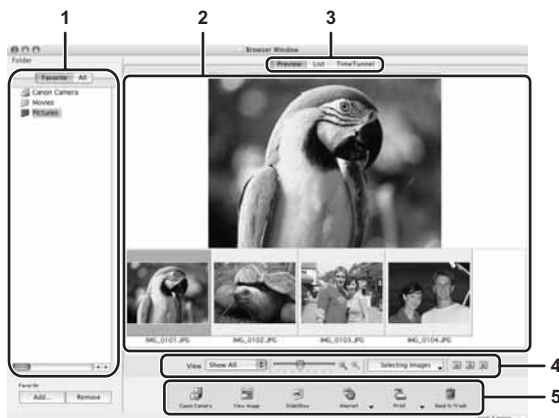 1
2
3
Browser Window
Folder
Favorite All
Preview List TimeTunnel
Canon Camera
Movies
Pictures
IMG_0101.JPG
IMG_0102.JPG
IMG_0103.JPG
IMG_0104.JPG
View Show All Selecting Images
4
Favorite
Add... Remove
Canon Camera
View Image
SlideShow
Internet
Print
Send to Trash
5